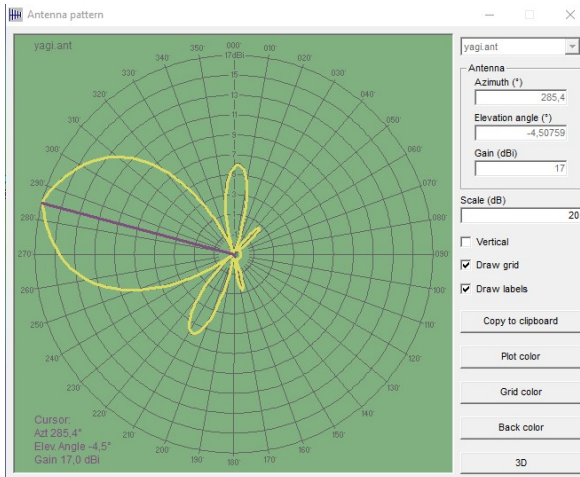 Antenna pattern
yagi.ant
000°
17dBi
15
13
11
9
7
010°
020°
030°
040°
050°
060°
070°
080°
090°
100°
110°
120°
130°
140°
150°
160°
170°
180°
190°
200°
210°
220°
230°
240°
250°
260°
270°
280°
290°
300°
310°
320°
330°
340°
350°
Cursor:
Azt 285,4°
Elev.Angle -4,5°
Gain 17,0 dBi
yagi.ant
Antenna
Azimuth (°)
285,4
Elevation angle (°)
-4,50759
Gain (dBi)
17
Scale (dB)
20
Vertical
Draw grid
Draw labels
Copy to clipboard
Plot color
Grid color
Back color
3D